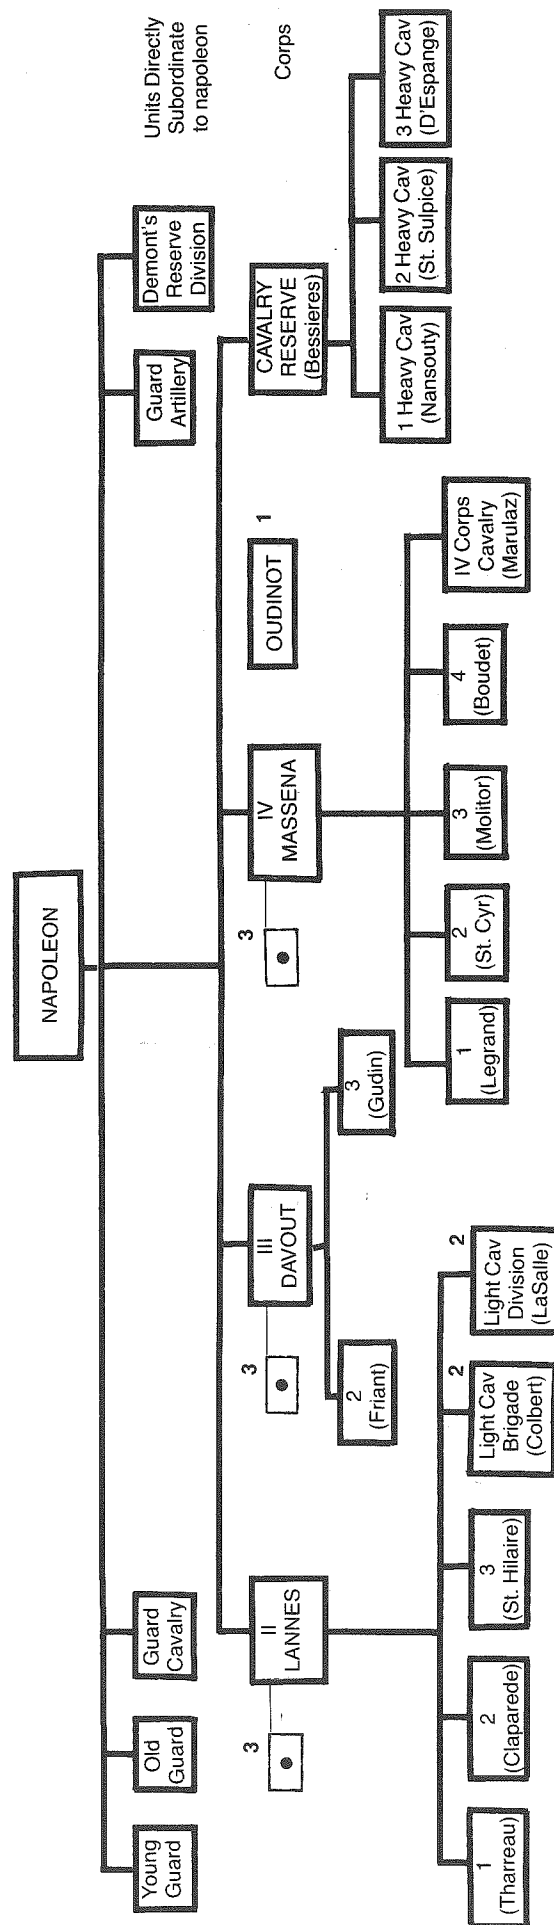 NAPOLEON
Units Directly
Subordinate
to napoleon
Young
Guard
Old
Guard
Guard
Cavalry
Guard
Artillery
Demont's
Reserve
Division
Corps
3
II
LANNES
3
III
DAVOUT
3
IV
MASSENA
OUDINOT
1
CAVALRY
RESERVE
(Bessieres)
2
(Friant)
3
(Gudin)
1 Heavy Cav
(Nansouty)
2 Heavy Cav
(St. Sulpice)
3 Heavy Cav
(D'Espange)
1
(Tharreau)
2
(Claparede)
3
(St. Hilaire)
2
Light Cav
Brigade
(Colbert)
2
Light Cav
Division
(LaSalle)
1
(Legrand)
2
(St. Cyr)
3
(Molitor)
4
(Boudet)
IV Corps
Cavalry
(Marulaz)